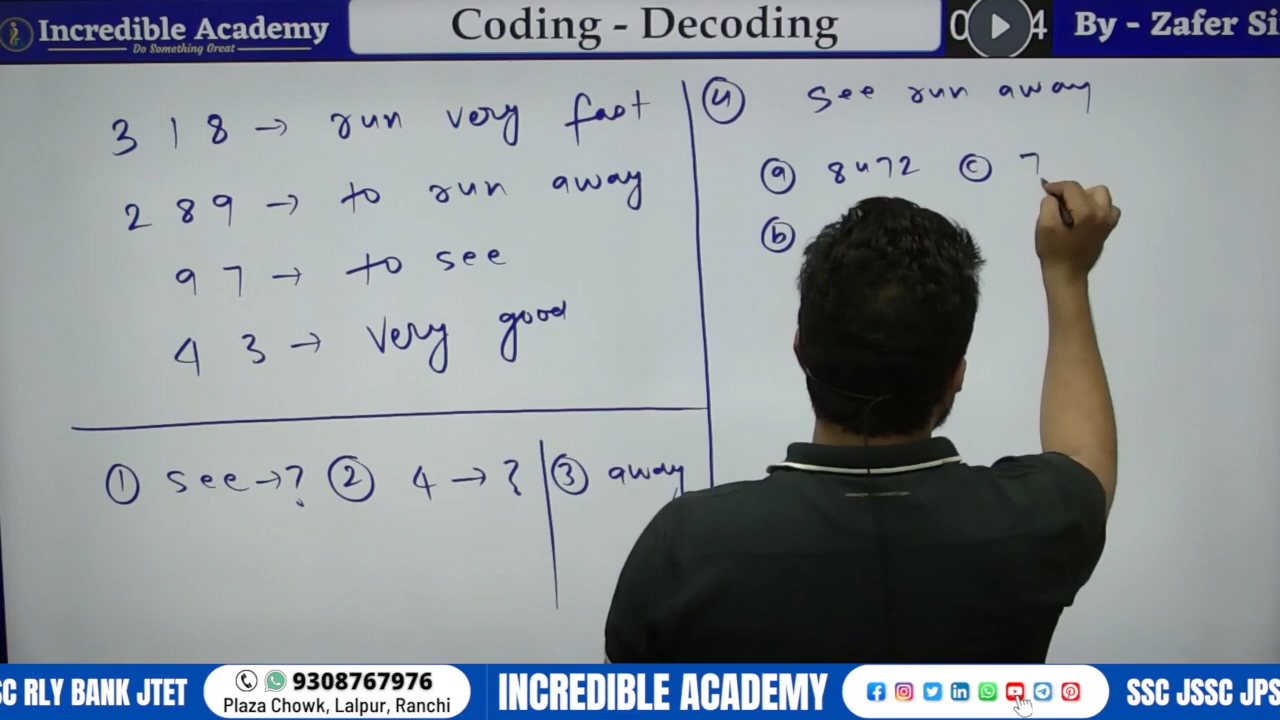 Incredible Academy
Do Something Great
Coding - Decoding
0 4
By - Zafer Si
3 1 8 → run very fast
2 8 9 → to run away
9 7 → to see
4 3 → Very good
① see → ? ② 4 → ? ③ away
④ see run away
ⓐ 8472 ⓒ 7
ⓑ
SC RLY BANK JTET
9308767976
Plaza Chowk, Lalpur, Ranchi
INCREDIBLE ACADEMY
SSC JSSC JPS